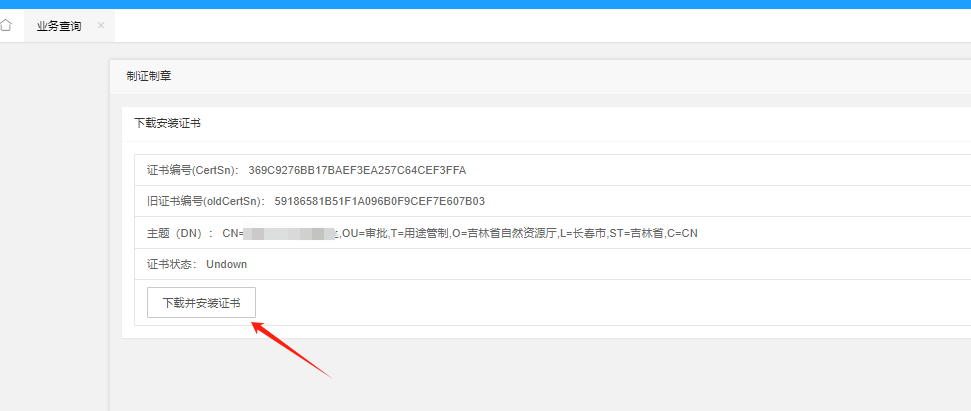 业务查询 ×
制证制章
下载安装证书
证书编号(CertSn): 369C9276BB17BAEF3EA257C64CEF3FFA
旧证书编号(oldCertSn): 59186581B51F1A096B0F9CEF7E607B03
主题（DN）: CN= ,OU=审批,T=用途管制,O=吉林省自然资源厅,L=长春市,ST=吉林省,C=CN
证书状态: Undown
下载并安装证书